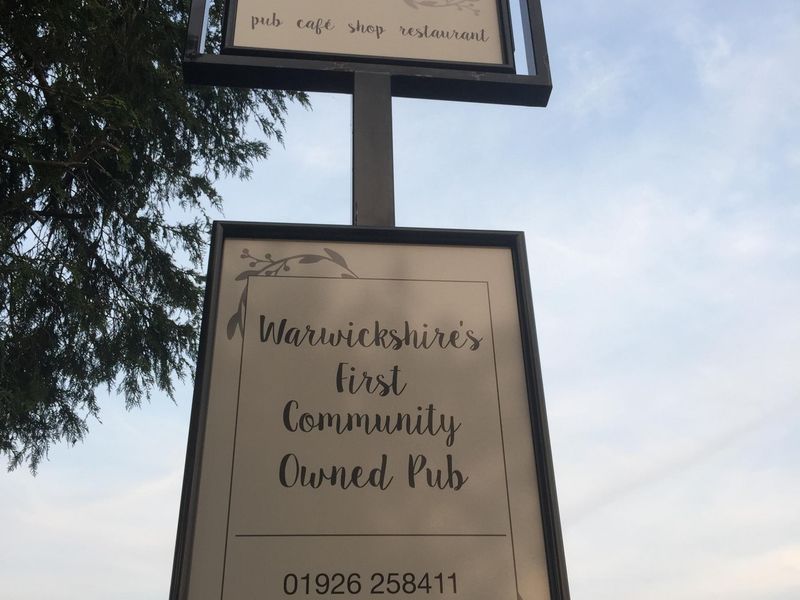 pub café shop restaurant
Warwickshire's
First
Community
Owned Pub
01926 258411